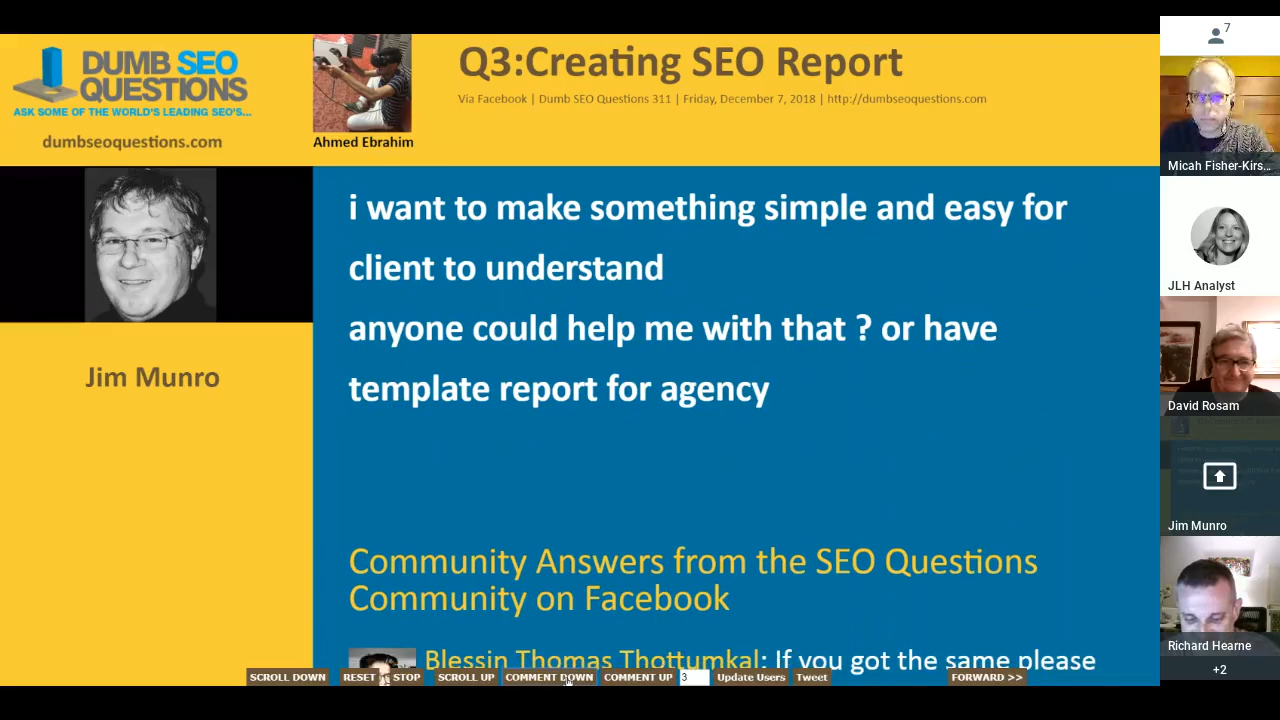 DUMB SEO
QUESTIONS
ASK SOME OF THE WORLD'S LEADING SEO'S...
dumbseoquestions.com
Ahmed Ebrahim
Q3:Creating SEO Report
Via Facebook | Dumb SEO Questions 311 | Friday, December 7, 2018 | http://dumbseoquestions.com
Jim Munro
i want to make something simple and easy for
client to understand
anyone could help me with that ? or have
template report for agency
Community Answers from the SEO Questions
Community on Facebook
Blessin Thomas Thottumkal: If you got the same please
SCROLL DOWN RESET STOP SCROLL UP COMMENT DOWN COMMENT UP 3 Update Users Tweet FORWARD >>
7
Micah Fisher-Kirs...
JLH Analyst
David Rosam
Jim Munro
Richard Hearne
+2